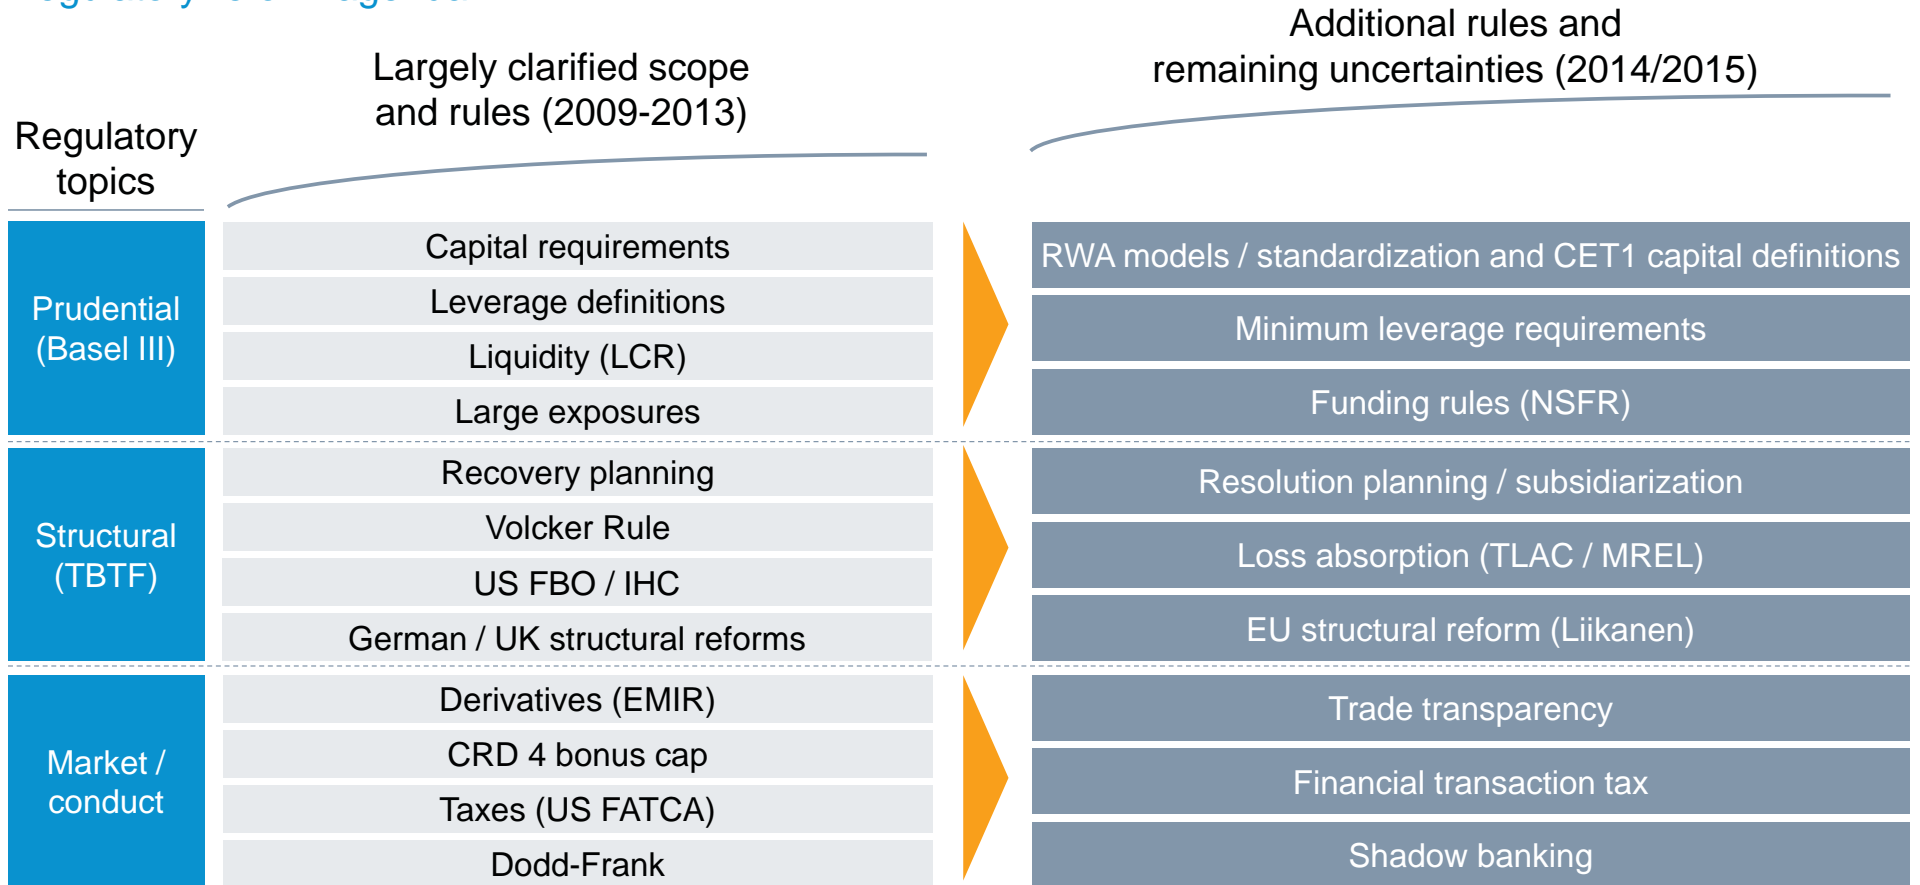 Additional rules and
remaining uncertainties (2014/2015)
Largely clarified scope
and rules (2009-2013)
Regulatory
topics
Prudential
(Basel III)
Capital requirements
Leverage definitions
Liquidity (LCR)
Large exposures
RWA models / standardization and CET1 capital definitions
Minimum leverage requirements
Funding rules (NSFR)
Structural
(TBTF)
Recovery planning
Volcker Rule
US FBO / IHC
German / UK structural reforms
Resolution planning / subsidiarization
Loss absorption (TLAC / MREL)
EU structural reform (Liikanen)
Market /
conduct
Derivatives (EMIR)
CRD 4 bonus cap
Taxes (US FATCA)
Dodd-Frank
Trade transparency
Financial transaction tax
Shadow banking